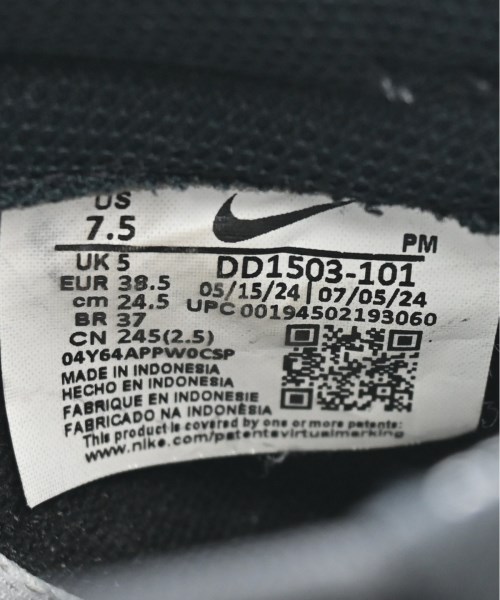 US
7.5
PM
UK 5
DD1503-101
EUR 38.5
05/15/24 | 07/05/24
cm 24.5
UPC 00194502193060
BR 37
CN 245(2.5)
04Y64APPW0CSP
MADE IN INDONESIA
HECHO EN INDONESIA
FABRIQUE EN INDONESIE
FABRICADO NA INDONÉSIA
This product is covered by one or more patents:
www.nike.com/patentsvirtualmarking